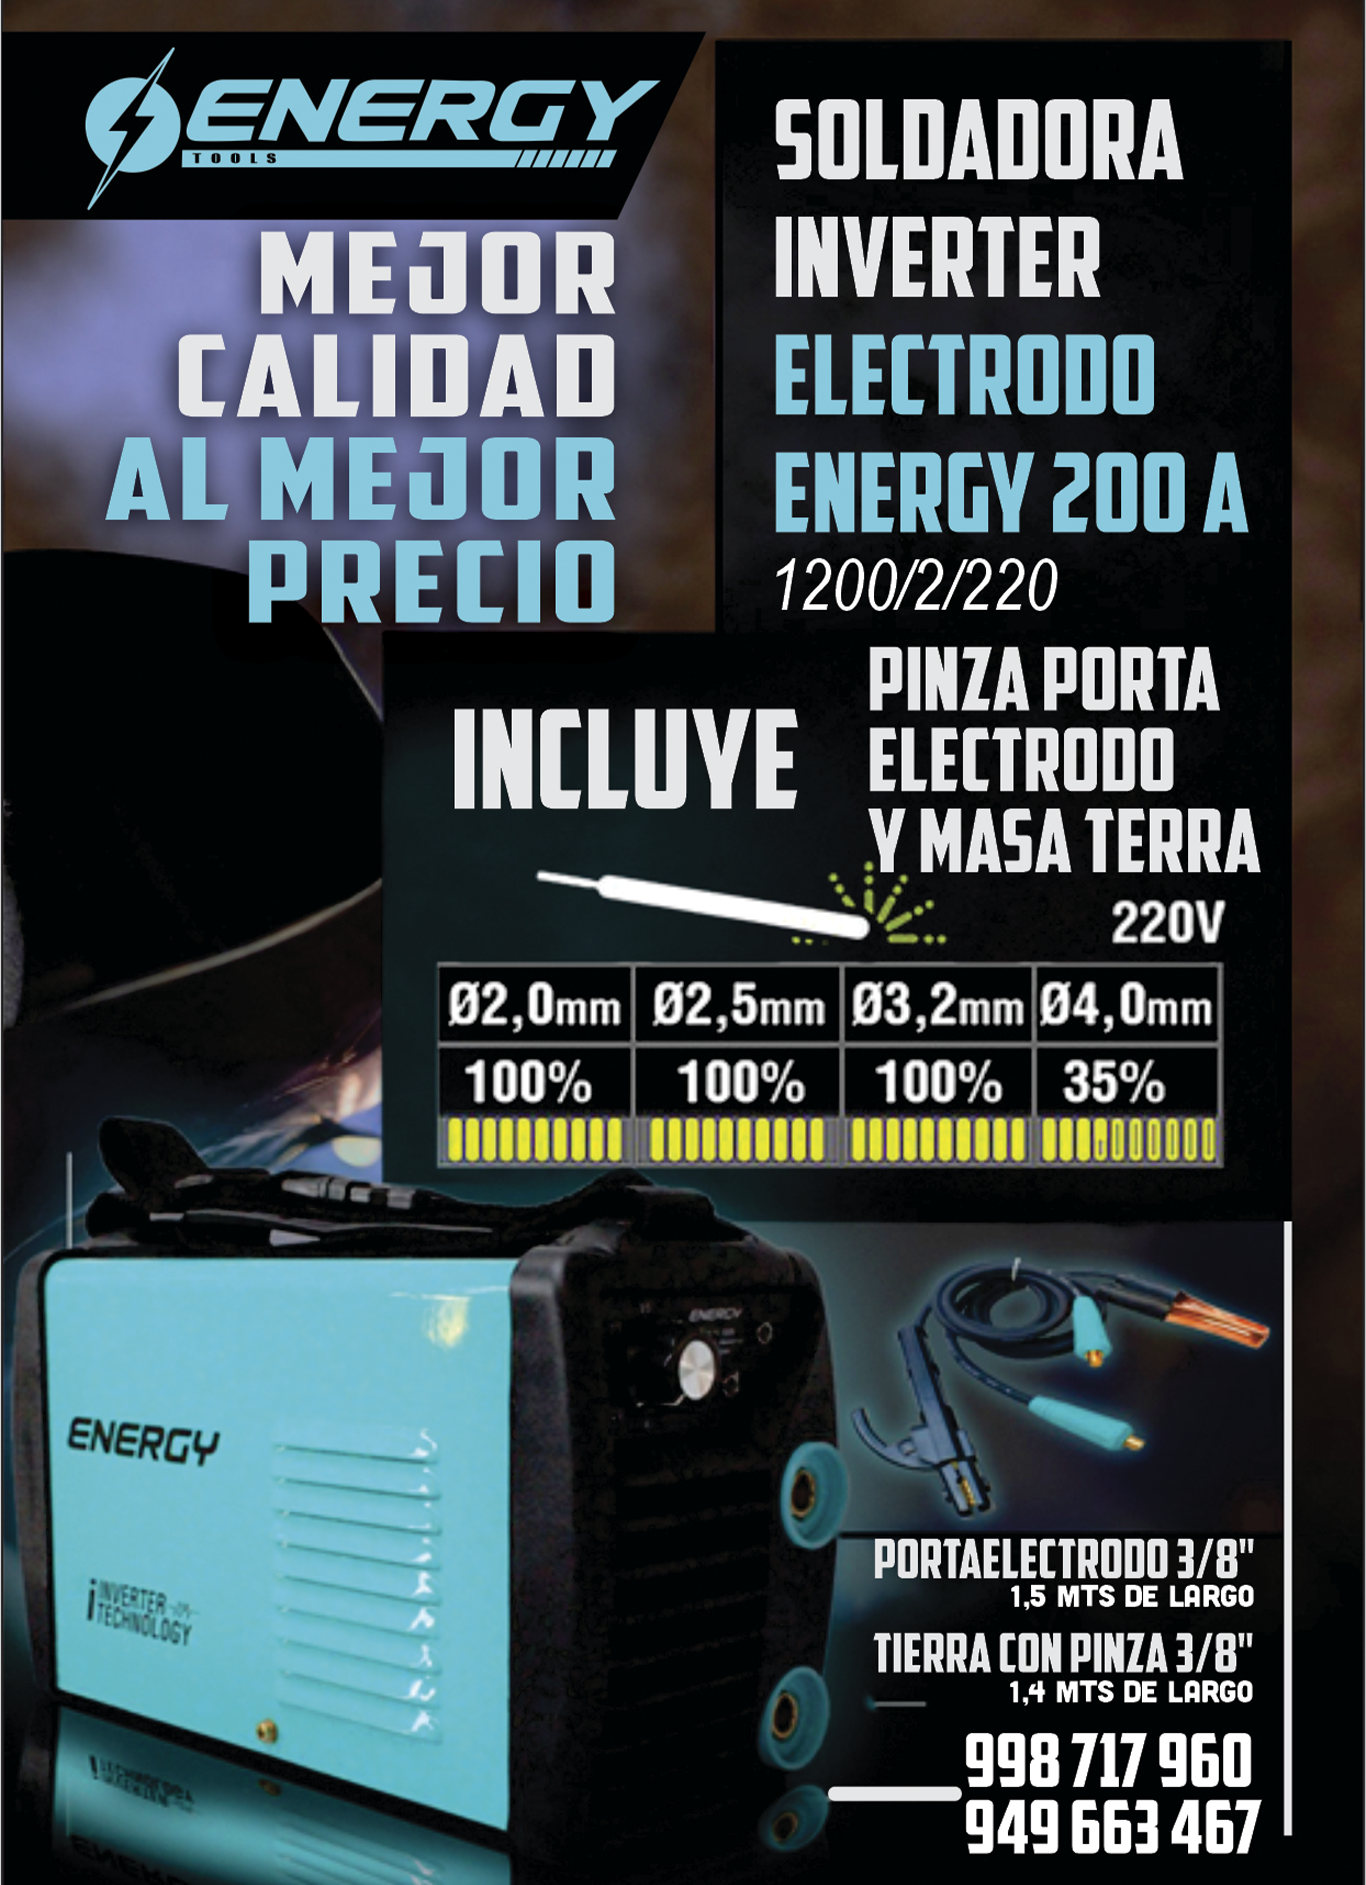 ENERGY
TOOLS
MEJOR
CALIDAD
AL MEJOR
PRECIO
SOLDADORA
INVERTER
ELECTRODO
ENERGY 200 A
1200/2/220
INCLUYE
PINZA PORTA
ELECTRODO
Y MASA TERRA
220V
Ø2,0mm Ø2,5mm Ø3,2mm Ø4,0mm
100% 100% 100% 35%
ENERGY
ENERGY
INVERTER
TECHNOLOGY
PORTAELECTRODO 3/8"
1,5 MTS DE LARGO
TIERRA CON PINZA 3/8"
1,4 MTS DE LARGO
998 717 960
949 663 467